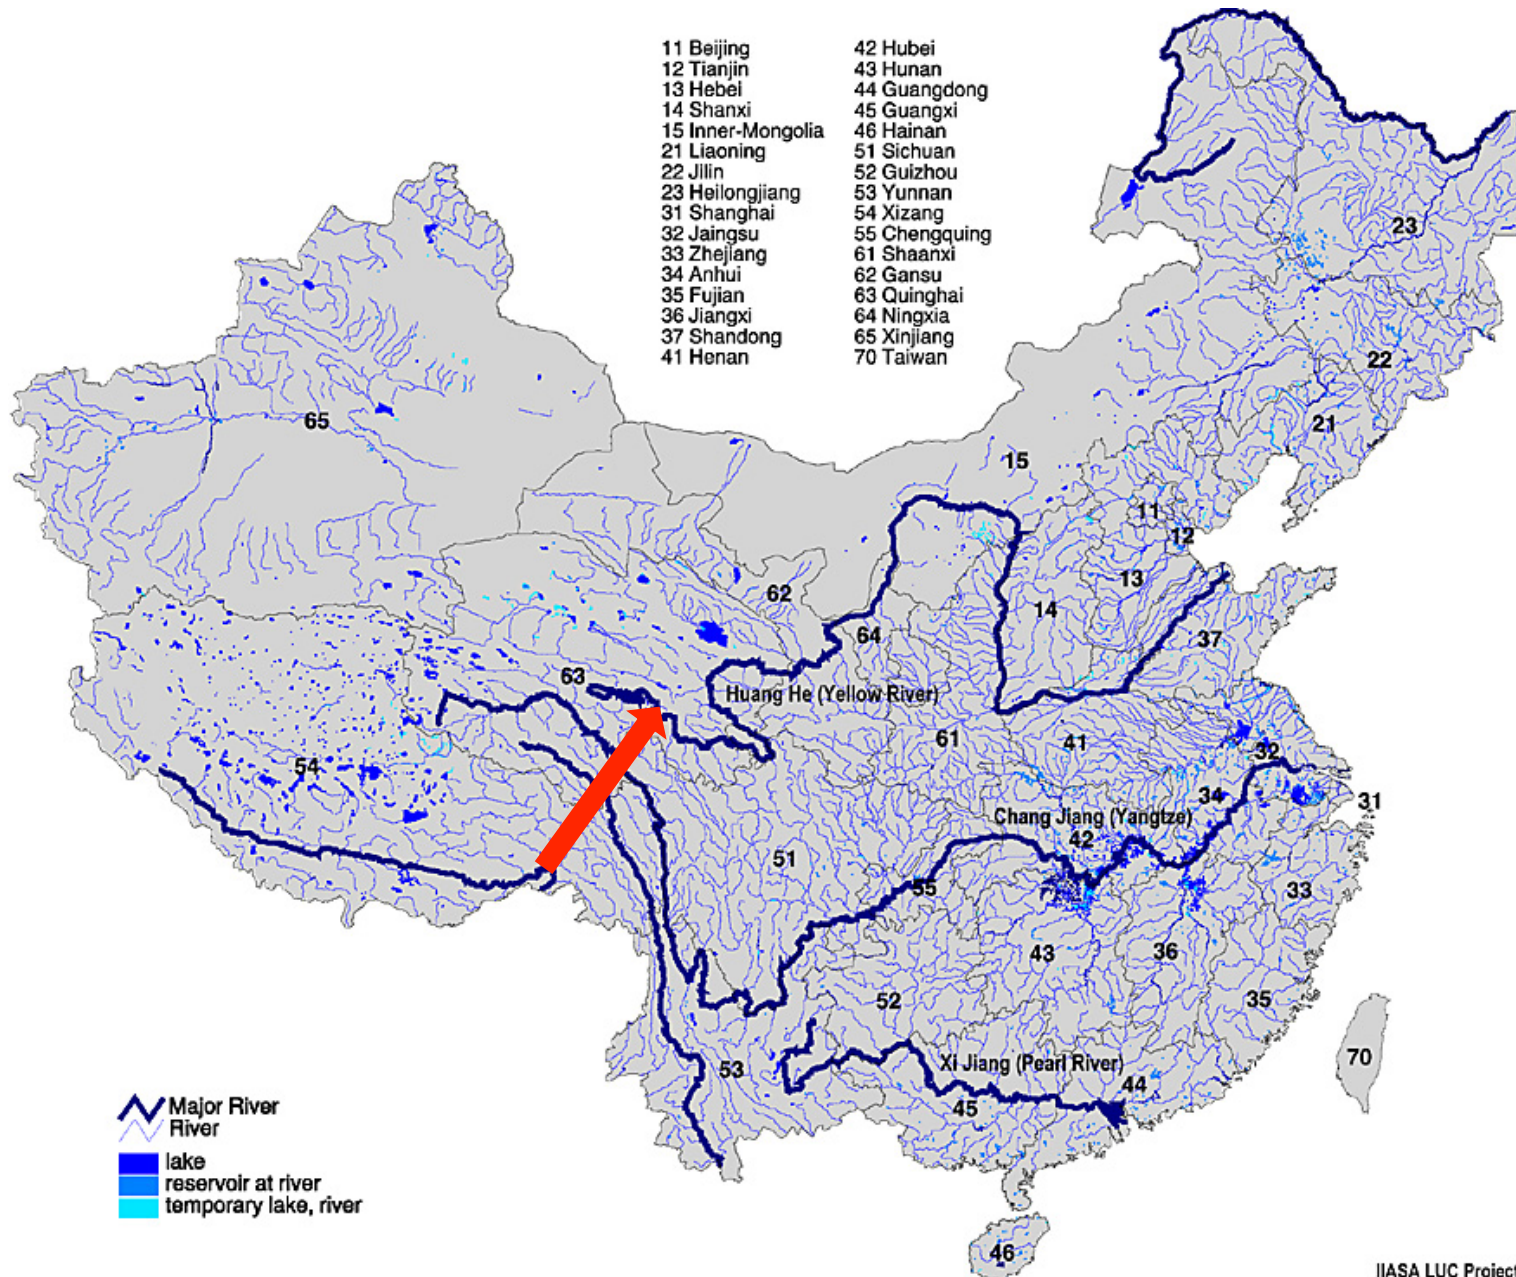 11 Beijing
12 Tianjin
13 Hebei
14 Shanxi
15 Inner-Mongolia
21 Liaoning
22 Jilin
23 Heilongjiang
31 Shanghai
32 Jaingsu
33 Zhejiang
34 Anhui
35 Fujian
36 Jiangxi
37 Shandong
41 Henan
42 Hubei
43 Hunan
44 Guangdong
45 Guangxi
46 Hainan
51 Sichuan
52 Guizhou
53 Yunnan
54 Xizang
55 Chengquing
61 Shaanxi
62 Gansu
63 Quinghai
64 Ningxia
65 Xinjiang
70 Taiwan
23
22
65
21
15
11
12
13
62
14
64
37
63
Huang He (Yellow River)
61
41
32
54
34
31
Chang Jiang (Yangtze)
42
51
55
33
43
36
52
35
Xi Jiang (Pearl River)
70
53
44
45
46
Major River
River
lake
reservoir at river
temporary lake, river
IIASA LUC Project